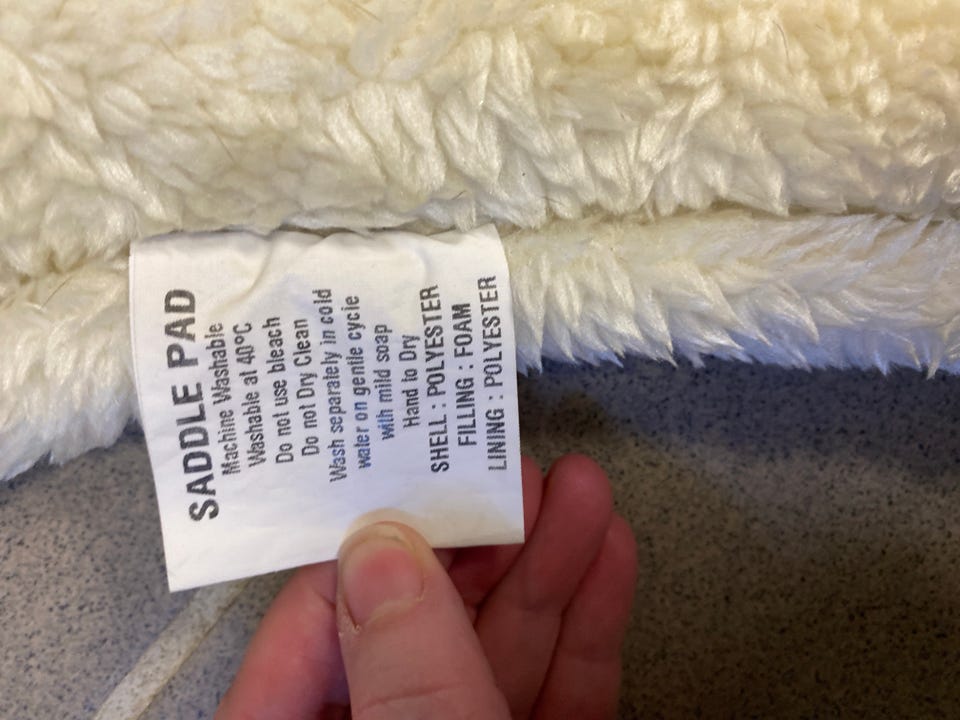 SADDLE PAD
Machine Washable
Washable at 40°C
Do not use bleach
Do not Dry Clean
Wash separately in cold
water on gentle cycle
with mild soap
Hand to Dry
SHELL : POLYESTER
FILLING : FOAM
LINING : POLYESTER